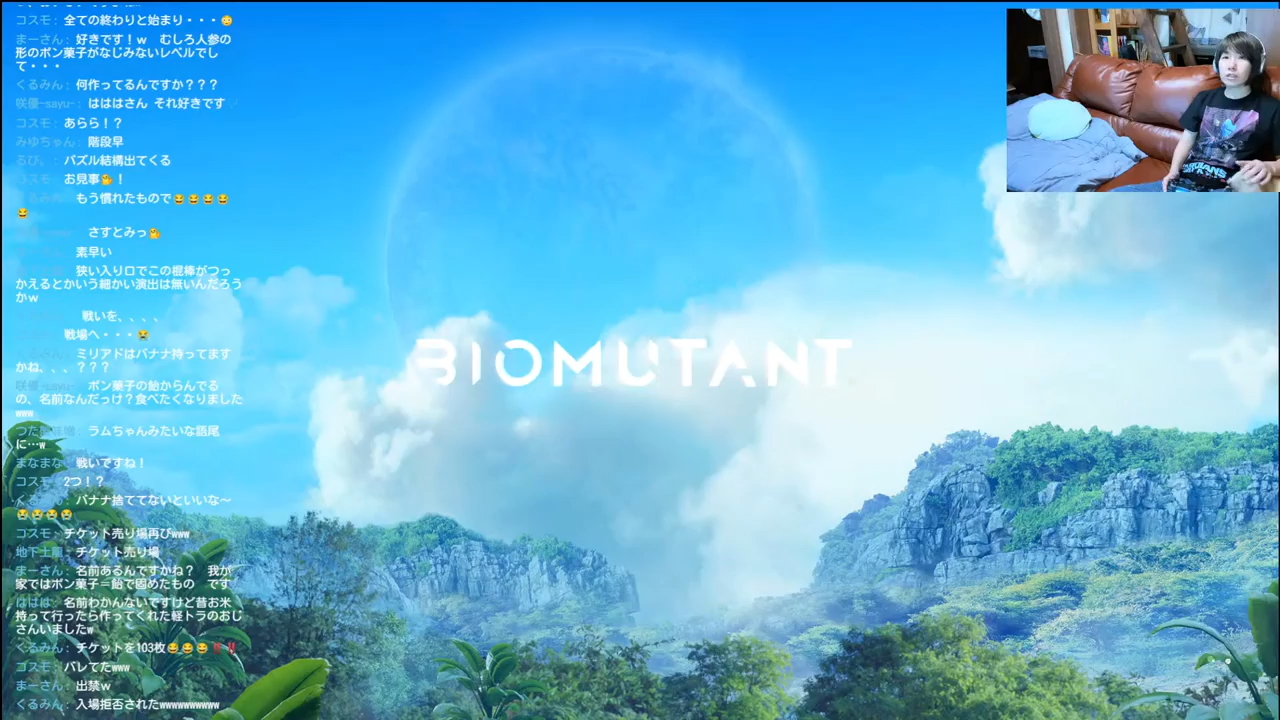 コスモ: 全ての終わりと始まり・・・😳
まーさん: 好きです！w　むしろ人参の
形のポン菓子がなじみないレベルでし
て・・・
くるみん: 何作ってるんですか？？？
咲優-sayu-: はははさん それ好きです♡
コスモ: あらら！？
みゆちゃん: 階段早
るび。: パズル結構出てくる
コスモ: お見事👏！
くるみん: もう慣れたもので😂😂😂😂
😂
さすとみっ👏
素早い
狭い入り口でこの棍棒がつっ
かえるとかいう細かい演出は無いんだろう
かw
戦いを、、、、
戦場へ・・・😭
くるみん: ミリアドはバナナ持ってます
かね、、、？？？
咲優-sayu-: ポン菓子の飴からんでる
の、名前なんだっけ？食べたくなりました
www
ラムちゃんみたいな語尾
に…w
まなまな: 戦いですね！
コスモ: 2つ！？
くるみん: バナナ捨ててないといいな～
😭😭😭😭
コスモ: チケット売り場再びwww
チケット売り場
まーさん: 名前あるんですかね？　我が
家ではポン菓子＝飴で固めたもの　です
ははは: 名前わかんないですけど昔お米
持って行ったら作ってくれた軽トラのおじ
さんいましたw
くるみん: チケットを103枚😂😂😂‼️‼️
コスモ: バレてたwww
まーさん: 出禁w
くるみん: 入場拒否されたwwwwwwwwww
BIOMUTANT